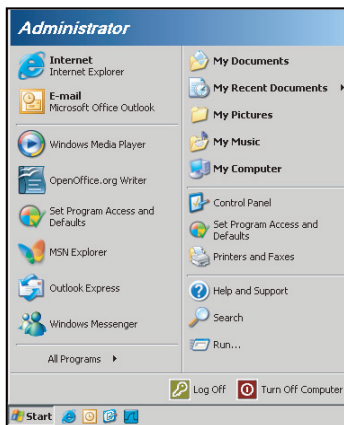 Administrator
Internet
Internet Explorer
E-mail
Microsoft Office Outlook
Windows Media Player
OpenOffice.org Writer
Set Program Access and
Defaults
MSN Explorer
Outlook Express
Windows Messenger
All Programs
My Documents
My Recent Documents
My Pictures
My Music
My Computer
Control Panel
Set Program Access and
Defaults
Printers and Faxes
Help and Support
Search
Run...
Log Off
Turn Off Computer
Start